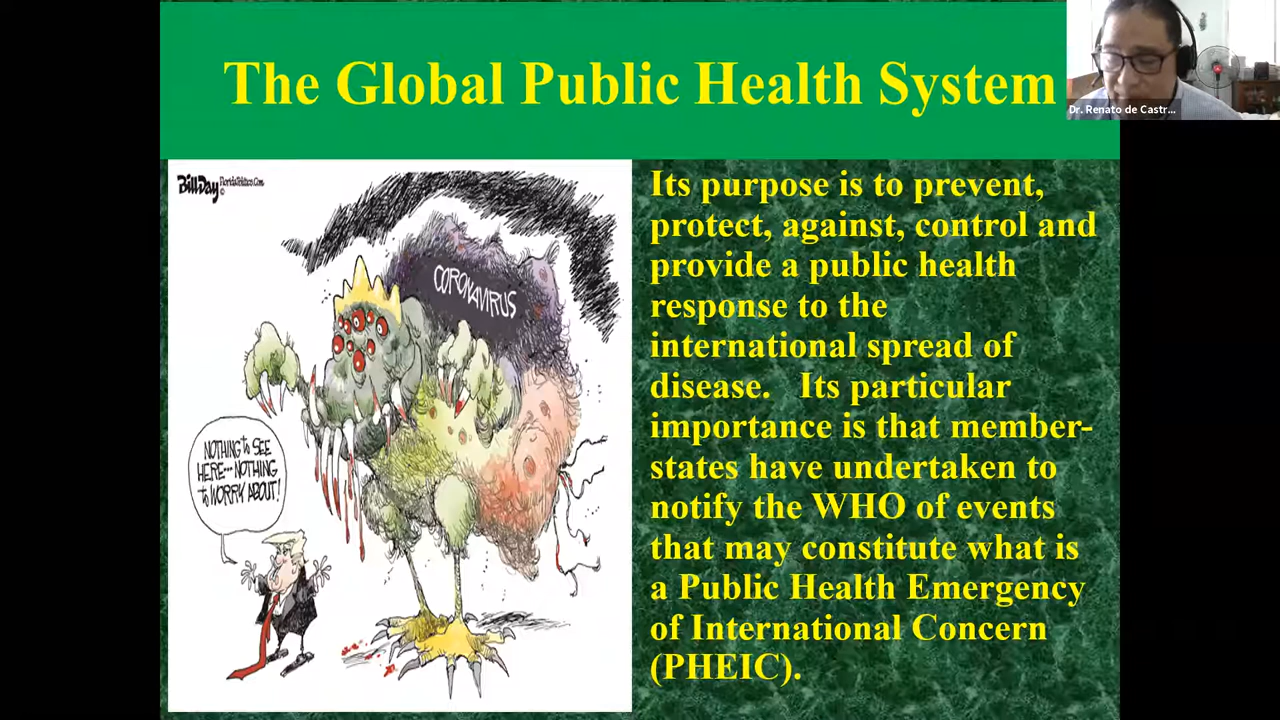 The Global Public Health System
Dr. Renato de Castr...
BillDay FloridaPolitics.Com
©
CORONAVIRUS
NOTHING to SEE
HERE... NOTHING
to WORRY ABOUT!
Its purpose is to prevent,
protect, against, control and
provide a public health
response to the
international spread of
disease. Its particular
importance is that member-
states have undertaken to
notify the WHO of events
that may constitute what is
a Public Health Emergency
of International Concern
(PHEIC).